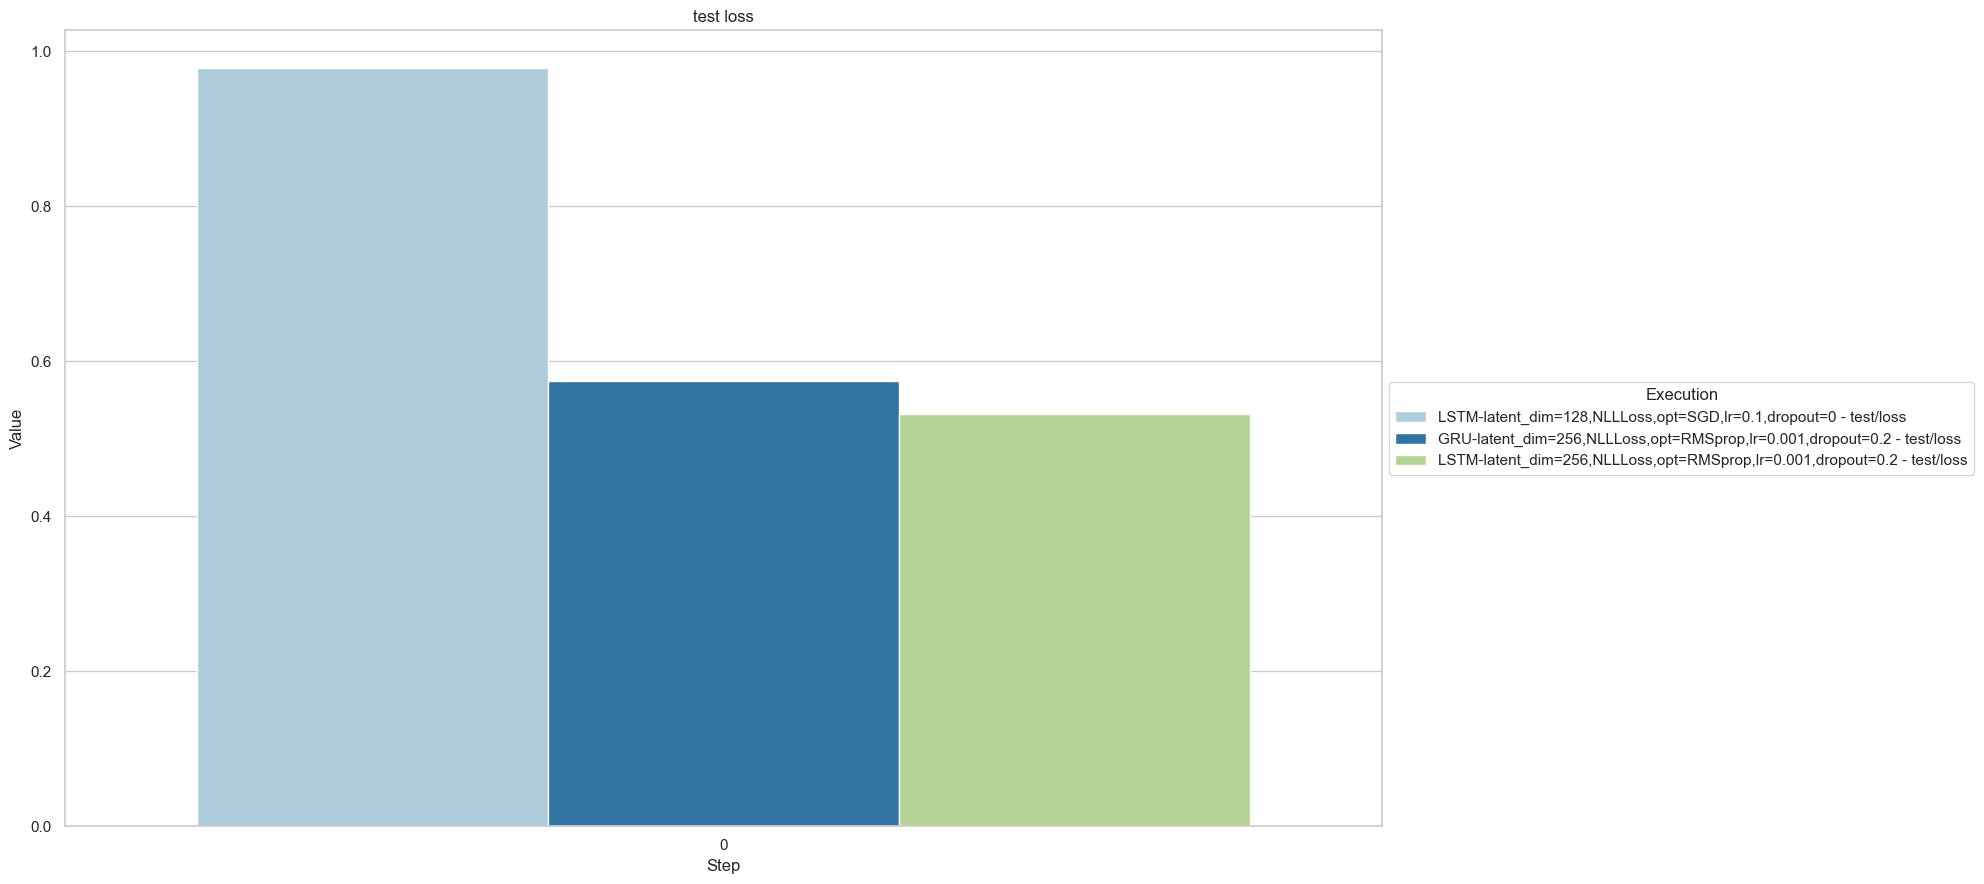 test loss
1.0
0.8
0.6
0.4
0.2
0.0
Value
0
Step
Execution
LSTM-latent_dim=128,NLLLoss,opt=SGD,lr=0.1,dropout=0 - test/loss
GRU-latent_dim=256,NLLLoss,opt=RMSprop,lr=0.001,dropout=0.2 - test/loss
LSTM-latent_dim=256,NLLLoss,opt=RMSprop,lr=0.001,dropout=0.2 - test/loss